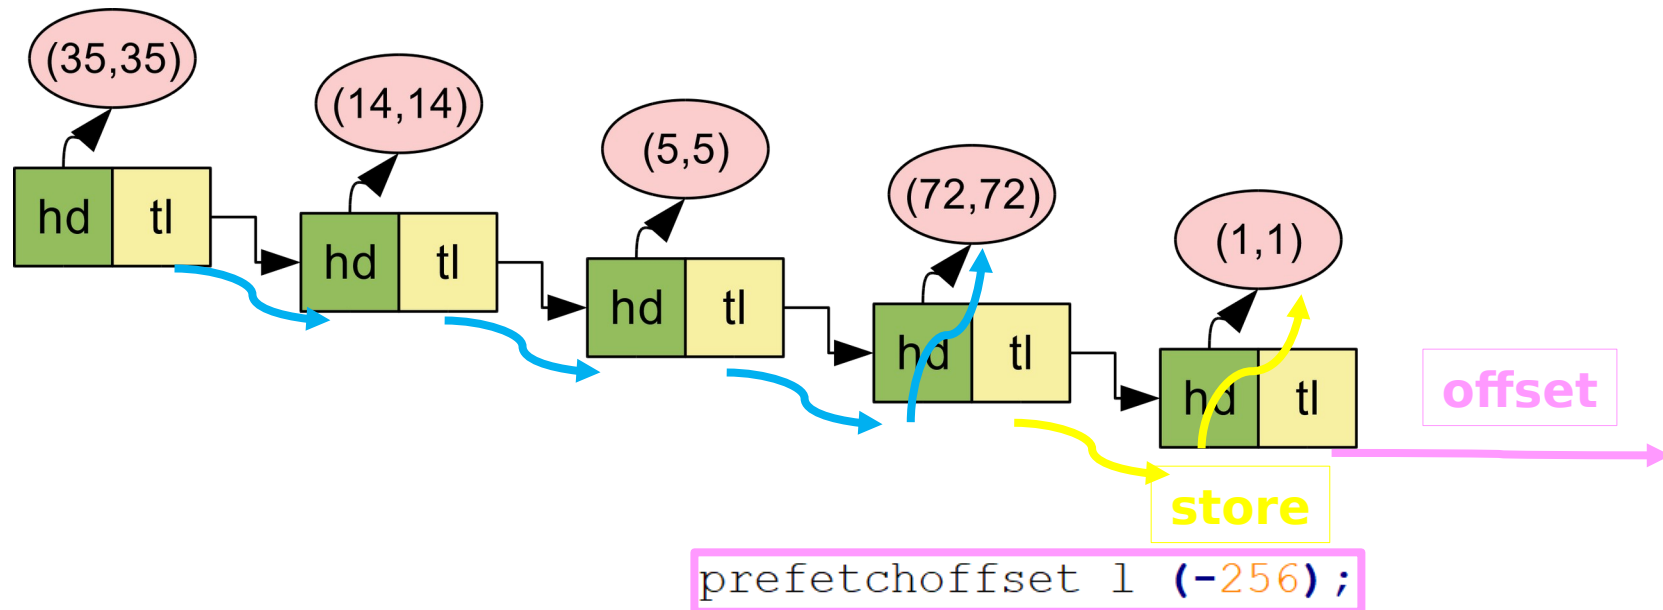 (35,35)
(14,14)
(5,5)
(72,72)
(1,1)
hd tl
hd tl
hd tl
hd tl
hd tl
offset
store
prefetchoffset l (-256);